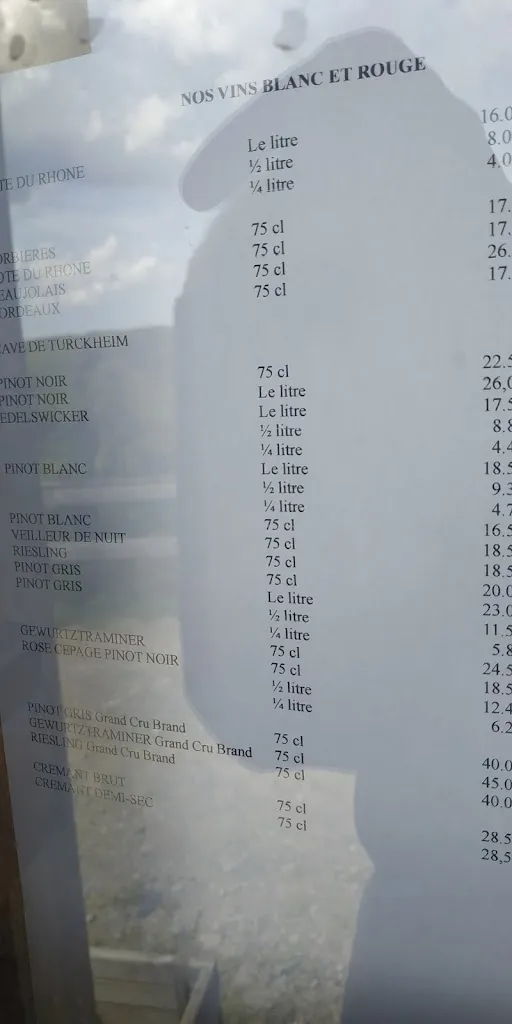 NOS VINS BLANC ET ROUGE
TE DU RHONE Le litre 16.0
½ litre 8.0
¼ litre 4.0
ORBIERES 75 cl 17.
OTE DU RHONE 75 cl 17.
EAUJOLAIS 75 cl 26.
ORDEAUX 75 cl 17.
AVE DE TURCKHEIM
PINOT NOIR 75 cl 22.5
PINOT NOIR Le litre 26,0
EDELSWICKER Le litre 17.5
½ litre 8.8
¼ litre 4.4
PINOT BLANC Le litre 18.5
½ litre 9.3
¼ litre 4.7
PINOT BLANC 75 cl 16.5
VEILLEUR DE NUIT 75 cl 18.5
RIESLING 75 cl 18.5
PINOT GRIS 75 cl 20.0
PINOT GRIS Le litre 23.0
½ litre 11.5
¼ litre 5.8
GEWURTZTRAMINER 75 cl 24.5
ROSE CEPAGE PINOT NOIR 75 cl 18.5
½ litre 12.4
¼ litre 6.2
PINOT GRIS Grand Cru Brand 75 cl 40.0
GEWURTZTRAMINER Grand Cru Brand 75 cl 45.0
RIESLING Grand Cru Brand 75 cl 40.0
CREMANT BRUT 75 cl 28.5
CREMANT DEMI-SEC 75 cl 28,5